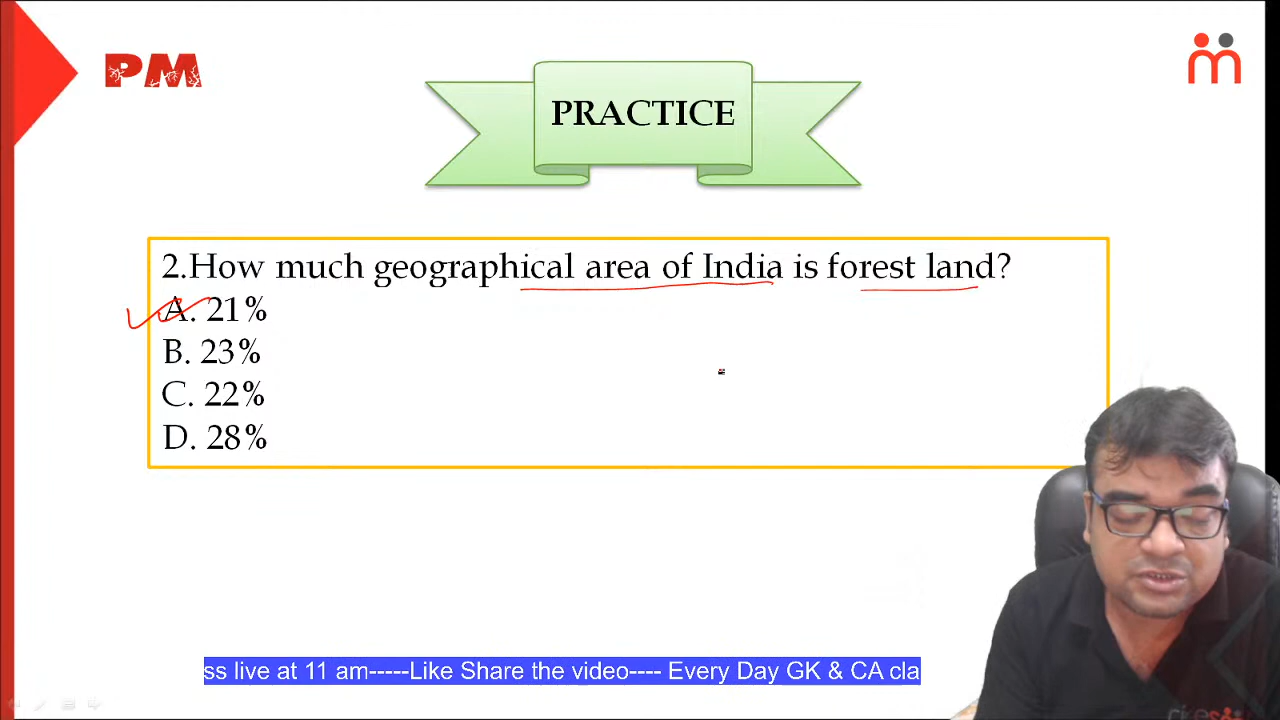 PM
PRACTICE
2.How much geographical area of India is forest land?
A. 21%
B. 23%
C. 22%
D. 28%
ss live at 11 am-----Like Share the video---- Every Day GK & CA cla